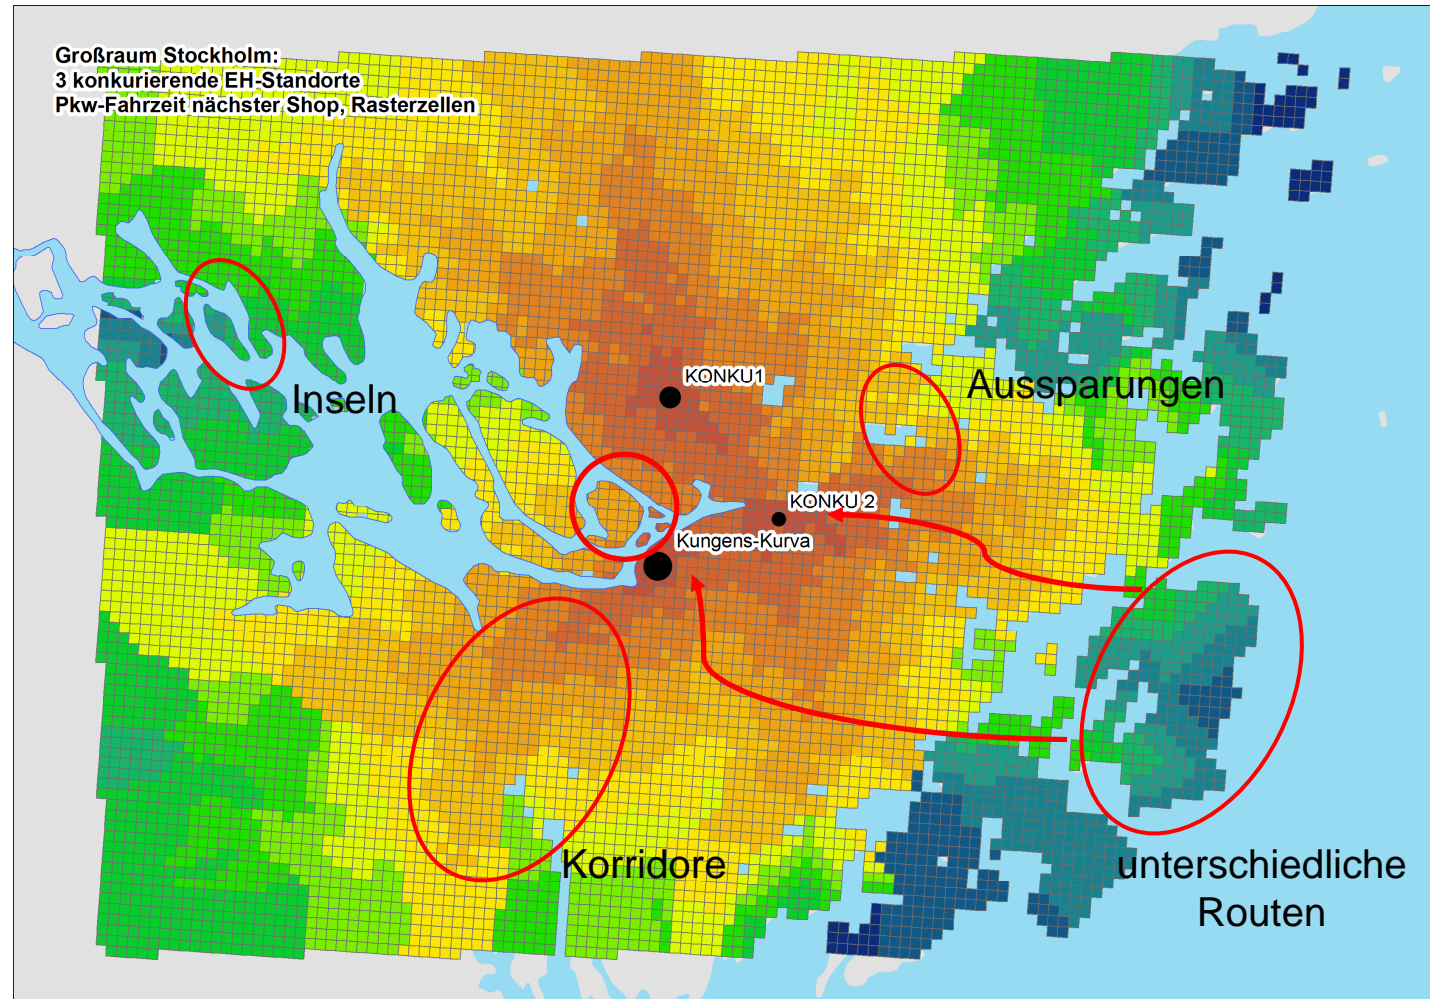 Großraum Stockholm:
3 konkurierende EH-Standorte
Pkw-Fahrzeit nächster Shop, Rasterzellen
KONKU1
Aussparungen
Inseln
KONKU 2
Kungens-Kurva
Korridore
unterschiedliche
Routen